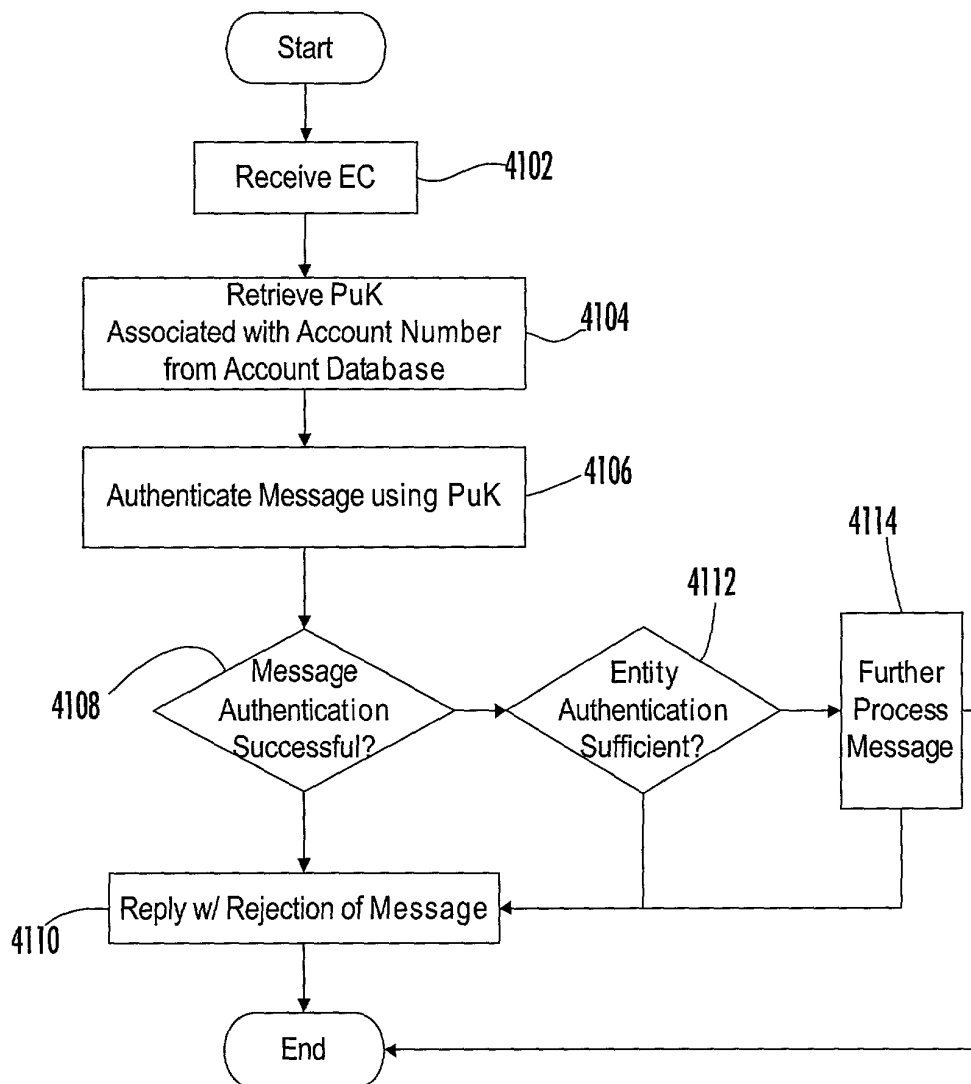 Start
Receive EC
4102
Retrieve PuK
Associated with Account Number
from Account Database
4104
Authenticate Message using PuK
4106
Message
Authentication
Successful?
4108
Entity
Authentication
Sufficient?
4112
Further
Process
Message
4114
Reply w/ Rejection of Message
4110
End